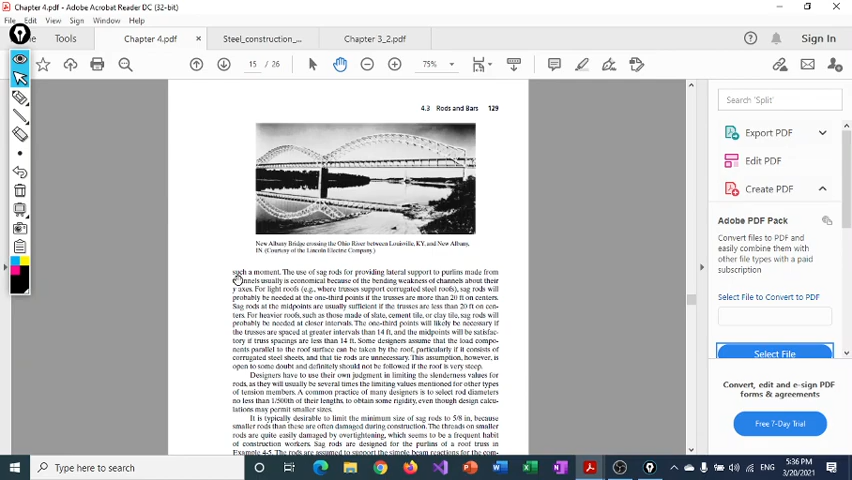 Chapter 4.pdf - Adobe Acrobat Reader DC (32-bit)
File Edit View Sign Window Help
Tools Chapter 4.pdf × Steel_construction_... Chapter 3_2.pdf Sign In
15 / 26 75%
4.3 Rods and Bars 129
New Albany Bridge crossing the Ohio River between Louisville, KY, and New Albany,
IN. (Courtesy of the Lincoln Electric Company.)
such a moment. The use of sag rods for providing lateral support to purlins made from
channels usually is economical because of the bending weakness of channels about their
y axes. For light roofs (e.g., where trusses support corrugated steel roofs), sag rods will
probably be needed at the one-third points if the trusses are more than 20 ft on centers.
Sag rods at the midpoints are usually sufficient if the trusses are less than 20 ft on cen-
ters. For heavier roofs, such as those made of slate, cement tile, or clay tile, sag rods will
probably be needed at closer intervals. The one-third points will likely be necessary if
the trusses are spaced at greater intervals than 14 ft, and the midpoints will be satisfac-
tory if truss spacings are less than 14 ft. Some designers assume that the load compo-
nents parallel to the roof surface can be taken by the roof, particularly if it consists of
corrugated steel sheets, and that tie rods are unnecessary. This assumption, however, is
open to some doubt and definitely should not be followed if the roof is very steep.
Designers have to use their own judgment in limiting the slenderness values for
rods, as they will usually be several times the limiting values mentioned for other types
of tension members. A common practice of many designers is to select rod diameters
no less than 1/500th of their lengths, to obtain some rigidity, even though design calcu-
lations may permit smaller sizes.
It is typically desirable to limit the minimum size of sag rods to 5/8 in, because
smaller rods than these are often damaged during construction. The threads on smaller
rods are quite easily damaged by overtightening, which seems to be a frequent habit
of construction workers. Sag rods are designed for the purlins of a roof truss in
Example 4-5. The rods are assumed to support the simple beam reactions for the com-
Search 'Split'
Export PDF
Edit PDF
Create PDF
Adobe PDF Pack
Convert files to PDF and
easily combine them with
other file types with a paid
subscription
Select File to Convert to PDF
Select File
Convert, edit and e-sign PDF
forms & agreements
Free 7-Day Trial
Type here to search
ENG
5:36 PM
3/20/2021